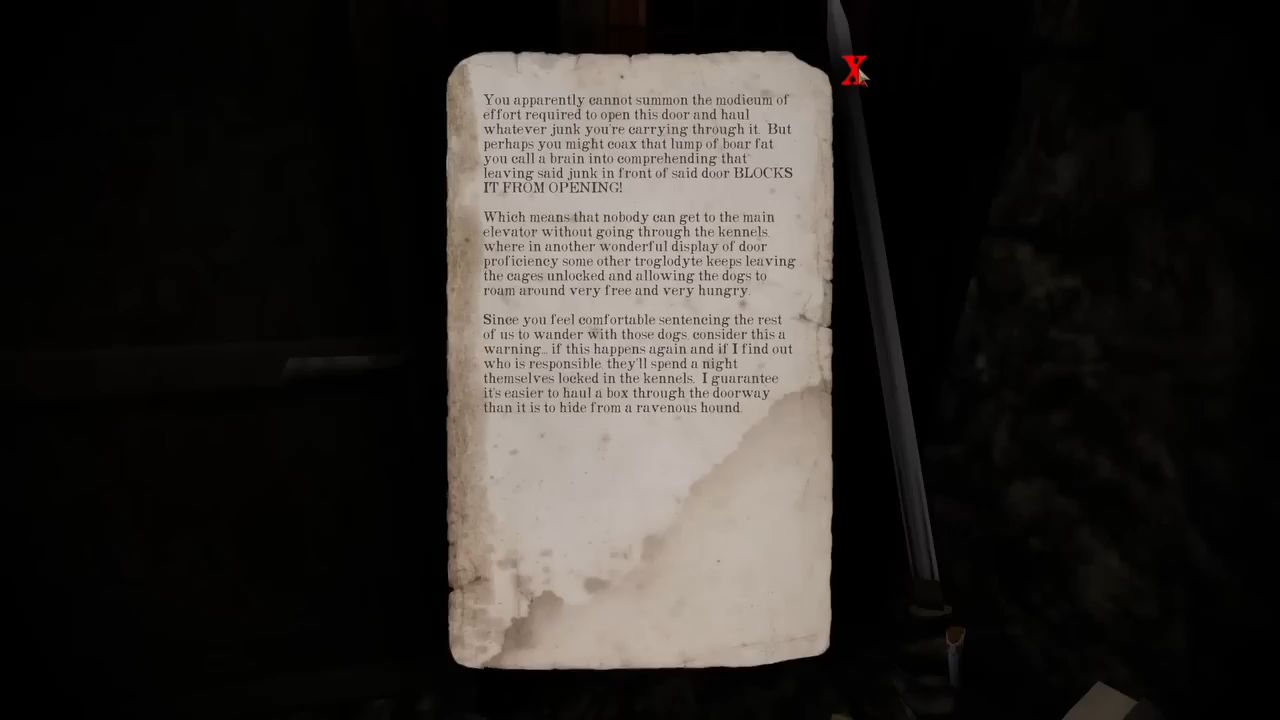 You apparently cannot summon the modicum of
effort required to open this door and haul
whatever junk you're carrying through it. But
perhaps you might coax that lump of boar fat
you call a brain into comprehending that
leaving said junk in front of said door BLOCKS
IT FROM OPENING!
Which means that nobody can get to the main
elevator without going through the kennels,
where in another wonderful display of door
proficiency some other troglodyte keeps leaving
the cages unlocked and allowing the dogs to
roam around very free and very hungry.
Since you feel comfortable sentencing the rest
of us to wander with those dogs, consider this a
warning... if this happens again and if I find out
who is responsible, they'll spend a night
themselves locked in the kennels. I guarantee
it's easier to haul a box through the doorway
than it is to hide from a ravenous hound.
X